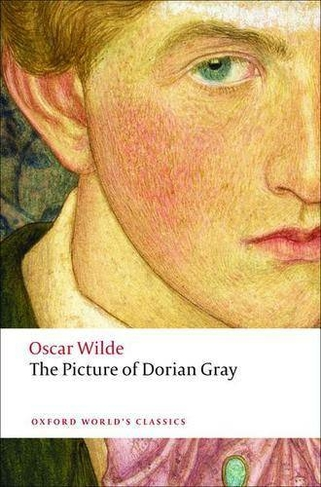 Oscar Wilde
The Picture of Dorian Gray
OXFORD WORLD'S CLASSICS